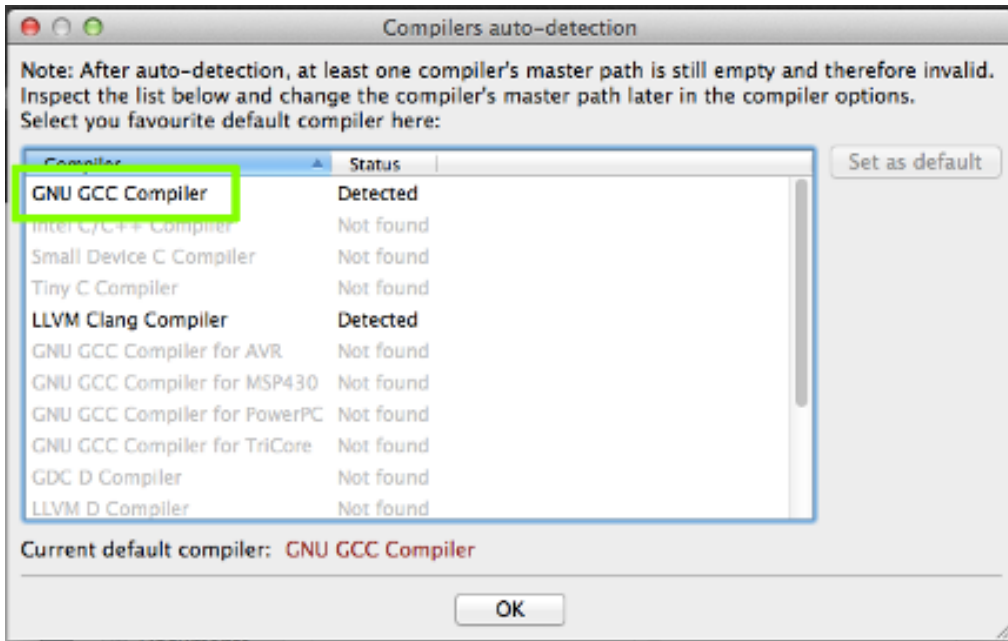 Compilers auto-detection
Note: After auto-detection, at least one compiler's master path is still empty and therefore invalid.
Inspect the list below and change the compiler's master path later in the compiler options.
Select you favourite default compiler here:
Compiler Status
Set as default
GNU GCC Compiler Detected
Intel C/C++ Compiler Not found
Small Device C Compiler Not found
Tiny C Compiler Not found
LLVM Clang Compiler Detected
GNU GCC Compiler for AVR Not found
GNU GCC Compiler for MSP430 Not found
GNU GCC Compiler for PowerPC Not found
GNU GCC Compiler for TriCore Not found
GDC D Compiler Not found
LLVM D Compiler Not found
Current default compiler: GNU GCC Compiler
OK